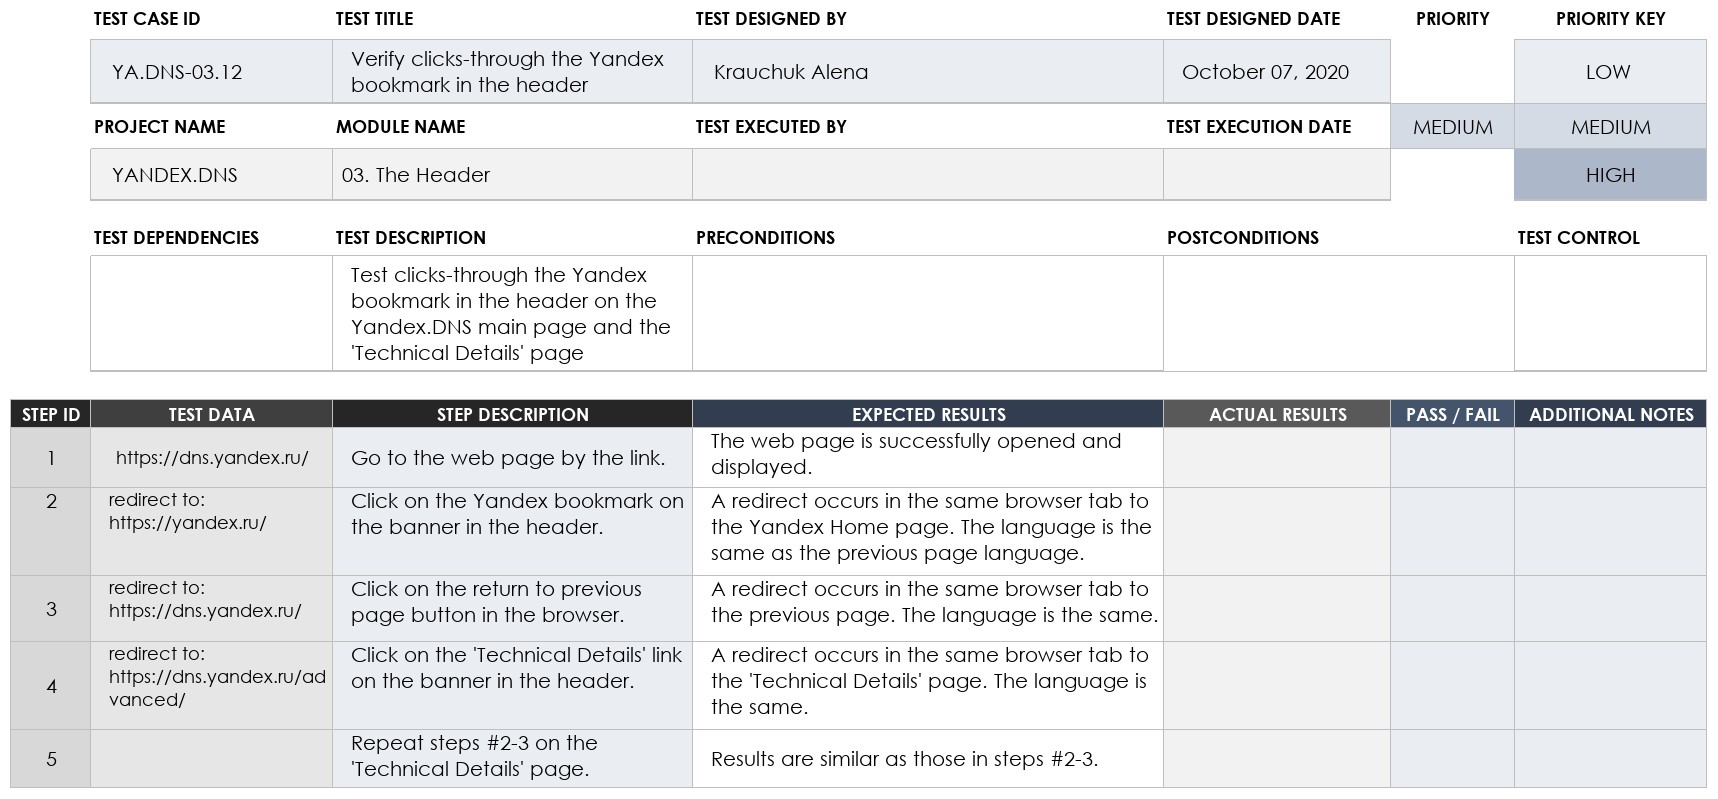 TEST CASE ID TEST TITLE TEST DESIGNED BY TEST DESIGNED DATE PRIORITY PRIORITY KEY
YA.DNS-03.12
Verify clicks-through the Yandex
bookmark in the header
Krauchuk Alena
October 07, 2020
LOW
PROJECT NAME MODULE NAME TEST EXECUTED BY TEST EXECUTION DATE MEDIUM MEDIUM
YANDEX.DNS 03. The Header HIGH
TEST DEPENDENCIES TEST DESCRIPTION PRECONDITIONS POSTCONDITIONS TEST CONTROL
Test clicks-through the Yandex
bookmark in the header on the
Yandex.DNS main page and the
'Technical Details' page
STEP ID TEST DATA STEP DESCRIPTION EXPECTED RESULTS ACTUAL RESULTS PASS / FAIL ADDITIONAL NOTES
1
https://dns.yandex.ru/
Go to the web page by the link.
The web page is successfully opened and
displayed.
2
redirect to:
https://yandex.ru/
Click on the Yandex bookmark on
the banner in the header.
A redirect occurs in the same browser tab to
the Yandex Home page. The language is the
same as the previous page language.
3
redirect to:
https://dns.yandex.ru/
Click on the return to previous
page button in the browser.
A redirect occurs in the same browser tab to
the previous page. The language is the same.
4
redirect to:
https://dns.yandex.ru/ad
vanced/
Click on the 'Technical Details' link
on the banner in the header.
A redirect occurs in the same browser tab to
the 'Technical Details' page. The language is
the same.
5
Repeat steps #2-3 on the
'Technical Details' page.
Results are similar as those in steps #2-3.